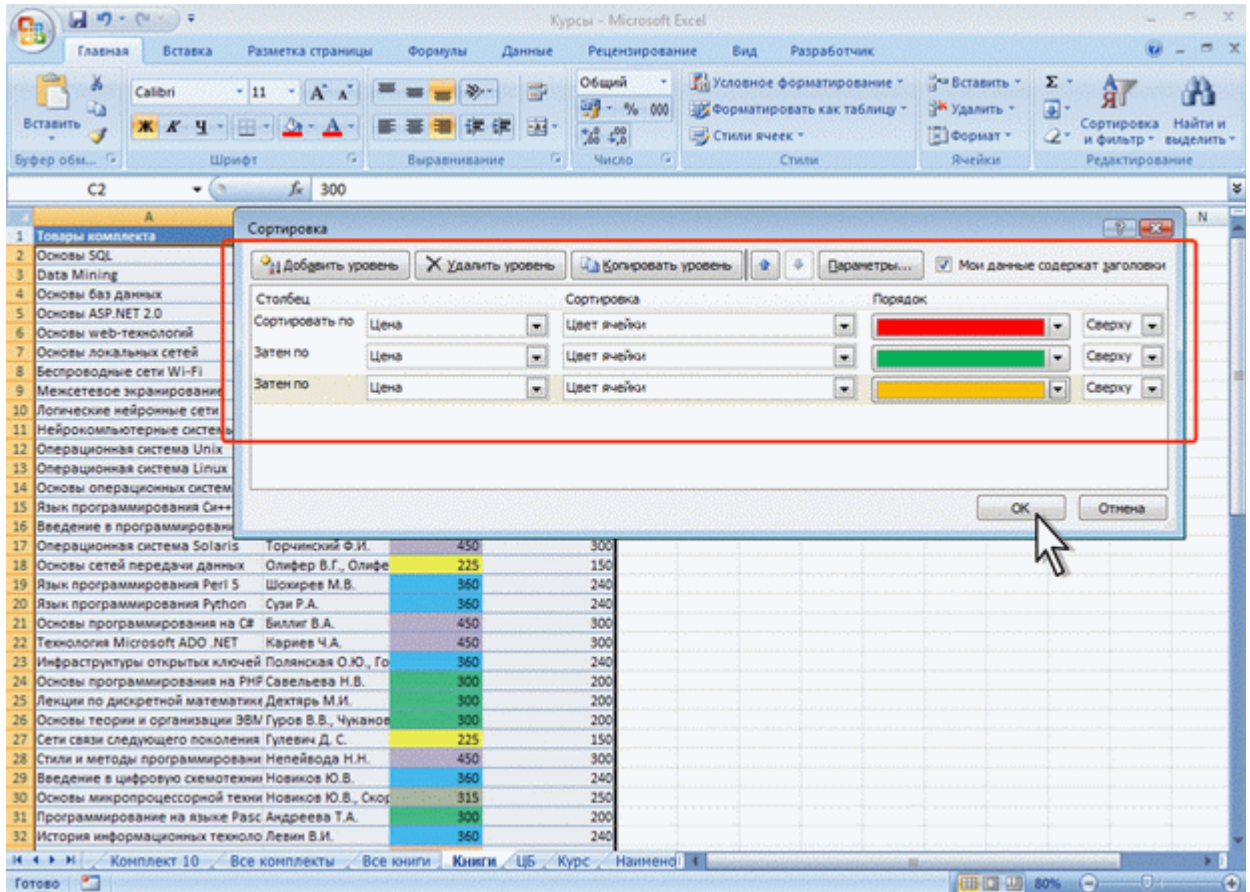 Курсы - Microsoft Excel
Главная Вставка Разметка страницы Формулы Данные Рецензирование Вид Разработчик
Вставить
Calibri 11
Ж К Ч
Общий
% 000
Условное форматирование
Форматировать как таблицу
Стили ячеек
Вставить
Удалить
Формат
Σ
Сортировка и фильтр
Найти и выделить
Буфер обм... Шрифт Выравнивание Число Стили Ячейки Редактирование
C2 fx 300
A N
1 Товары комплекта
2 Основы SQL
3 Data Mining
4 Основы баз данных
5 Основы ASP.NET 2.0
6 Основы web-технологий
7 Основы локальных сетей
8 Беспроводные сети Wi-Fi
9 Межсетевое экранирование
10 Логические нейронные сети
11 Нейрокомпьютерные системы
12 Операционная система Unix
13 Операционная система Linux
14 Основы операционных систем
15 Язык программирования Си++
16 Введение в программировани
Сортировка
Добавить уровень Удалить уровень Копировать уровень Параметры... Мои данные содержат заголовки
Столбец Сортировка Порядок
Сортировать по Цена Цвет ячейки Сверху
Затем по Цена Цвет ячейки Сверху
Затем по Цена Цвет ячейки Сверху
ОК Отмена
17 Операционная система Solaris Торчинский Ф.И. 450 300
18 Основы сетей передачи данных Олифер В.Г., Олифе 225 150
19 Язык программирования Perl 5 Шохирев М.В. 360 240
20 Язык программирования Python Сузи Р.А. 360 240
21 Основы программирования на C# Биллиг В.А. 450 300
22 Технология Microsoft ADO .NET Кариев Ч.А. 450 300
23 Инфраструктуры открытых ключей Полянская О.Ю., Го 360 240
24 Основы программирования на PHP Савельева Н.В. 300 200
25 Лекции по дискретной математике Дехтярь М.И. 300 200
26 Основы теории и организации ЭВМ Гуров В.В., Чуканов 300 200
27 Сети связи следующего поколения Гулевич Д. С. 225 150
28 Стили и методы программировани Непейвода Н.Н. 450 300
29 Введение в цифровую схемотехник Новиков Ю.В. 360 240
30 Основы микропроцессорной техни Новиков Ю.В., Скор 315 250
31 Программирование на языке Pasc Андреева Т.А. 300 200
32 История информационных техноло Левин В.И. 360 240
Комплект 10 Все комплекты Все книги Книги ЦБ Курс Наименов
Готово 80%